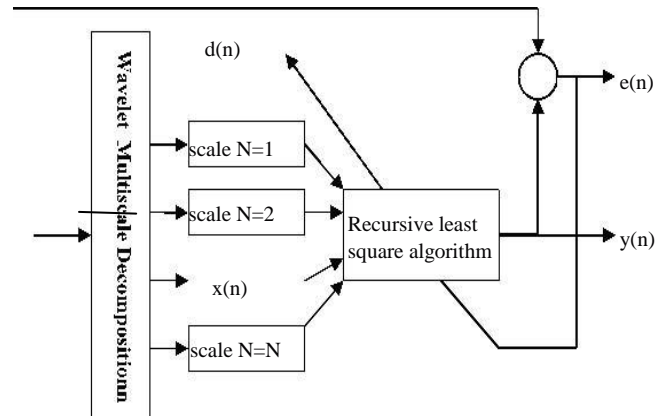 d(n)
e(n)
Wavelet Multiscale Decompositionn
scale N=1
scale N=2
Recursive least
square algorithm
y(n)
x(n)
scale N=N